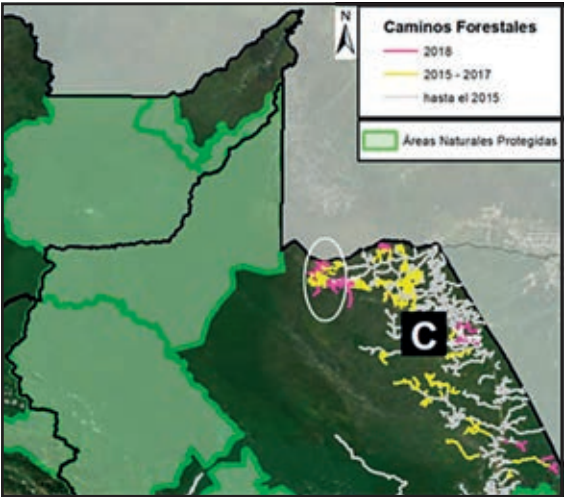 N
Caminos Forestales
2018
2015 - 2017
hasta el 2015
Áreas Naturales Protegidas
C